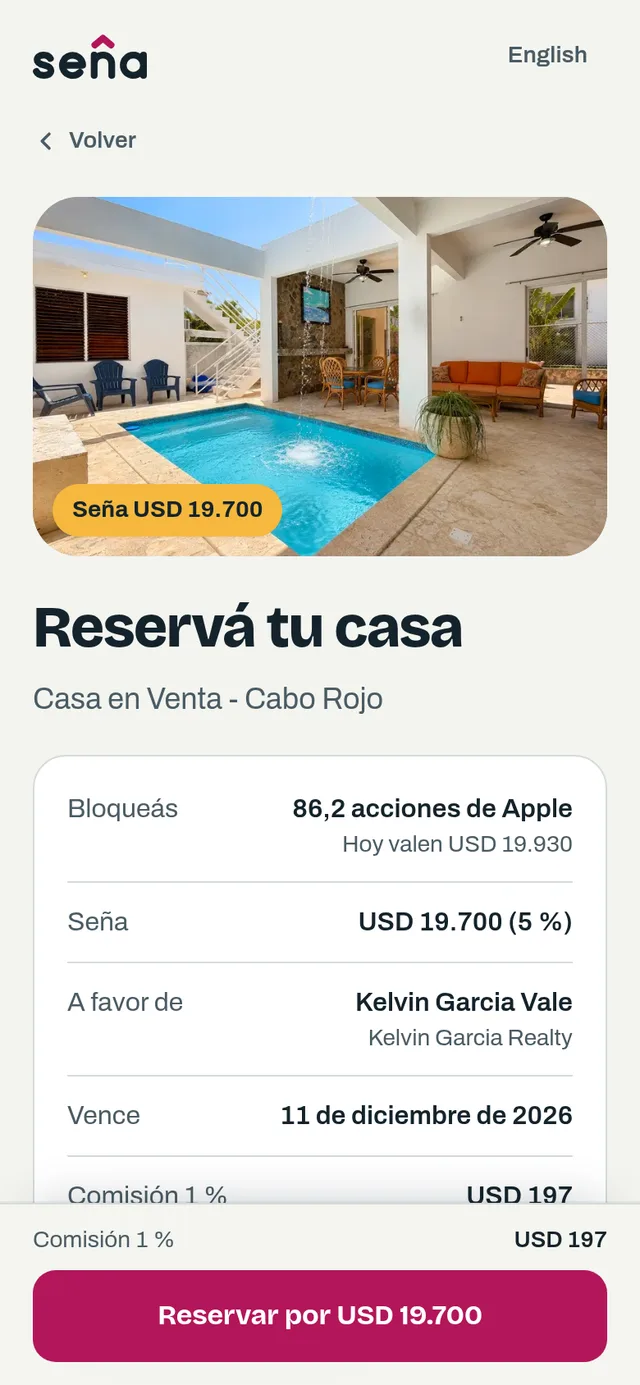 seña
English
Volver
Seña USD 19.700
Reservá tu casa
Casa en Venta - Cabo Rojo
Bloqueás 86,2 acciones de Apple
Hoy valen USD 19.930
Seña USD 19.700 (5 %)
A favor de Kelvin Garcia Vale
Kelvin Garcia Realty
Vence 11 de diciembre de 2026
Comisión 1 % USD 197
Comisión 1 % USD 197
Reservar por USD 19.700